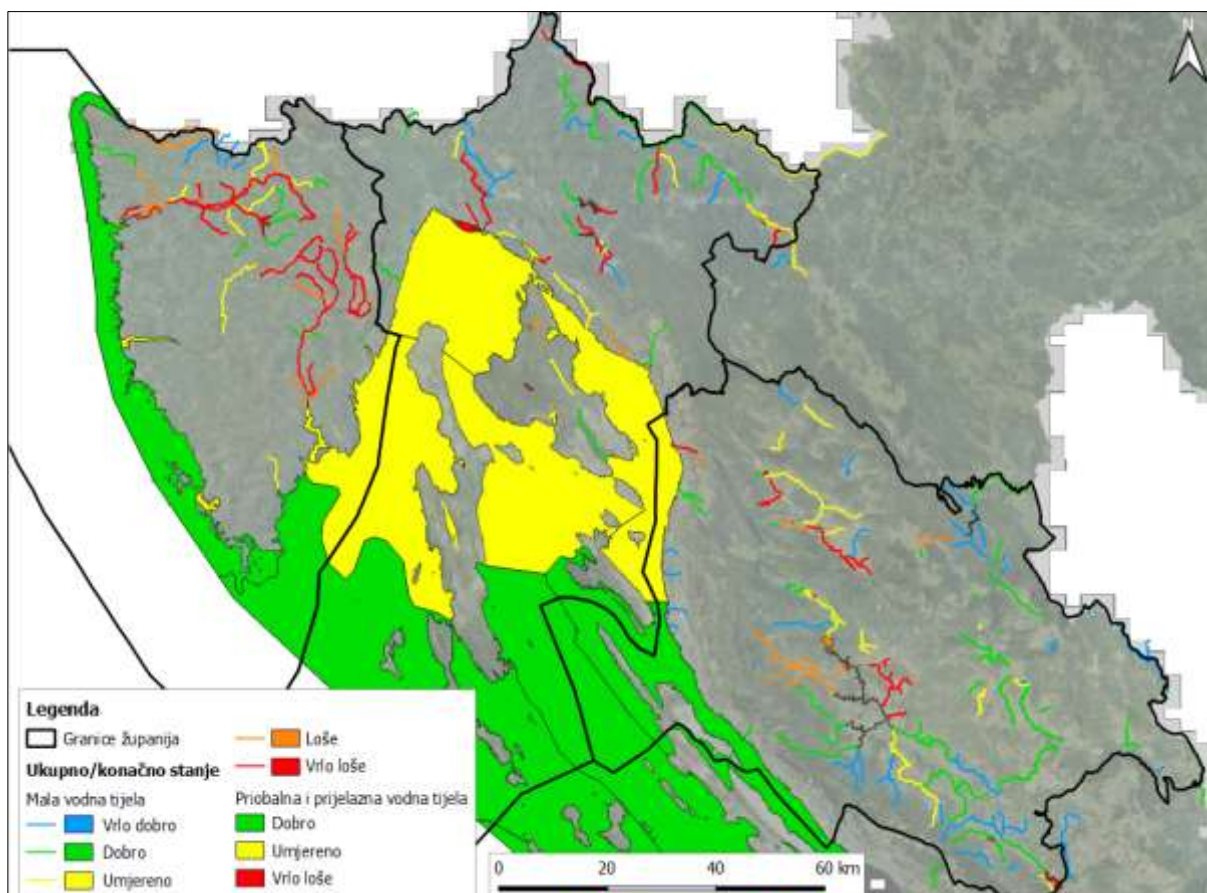 N
Legenda
Granice županija
Ukupno/konačno stanje
Mala vodna tijela
Vrlo dobro
Dobro
Umjereno
Loše
Vrlo loše
Priobalna i prijelazna vodna tijela
Dobro
Umjereno
Vrlo loše
0 20 40 60 km